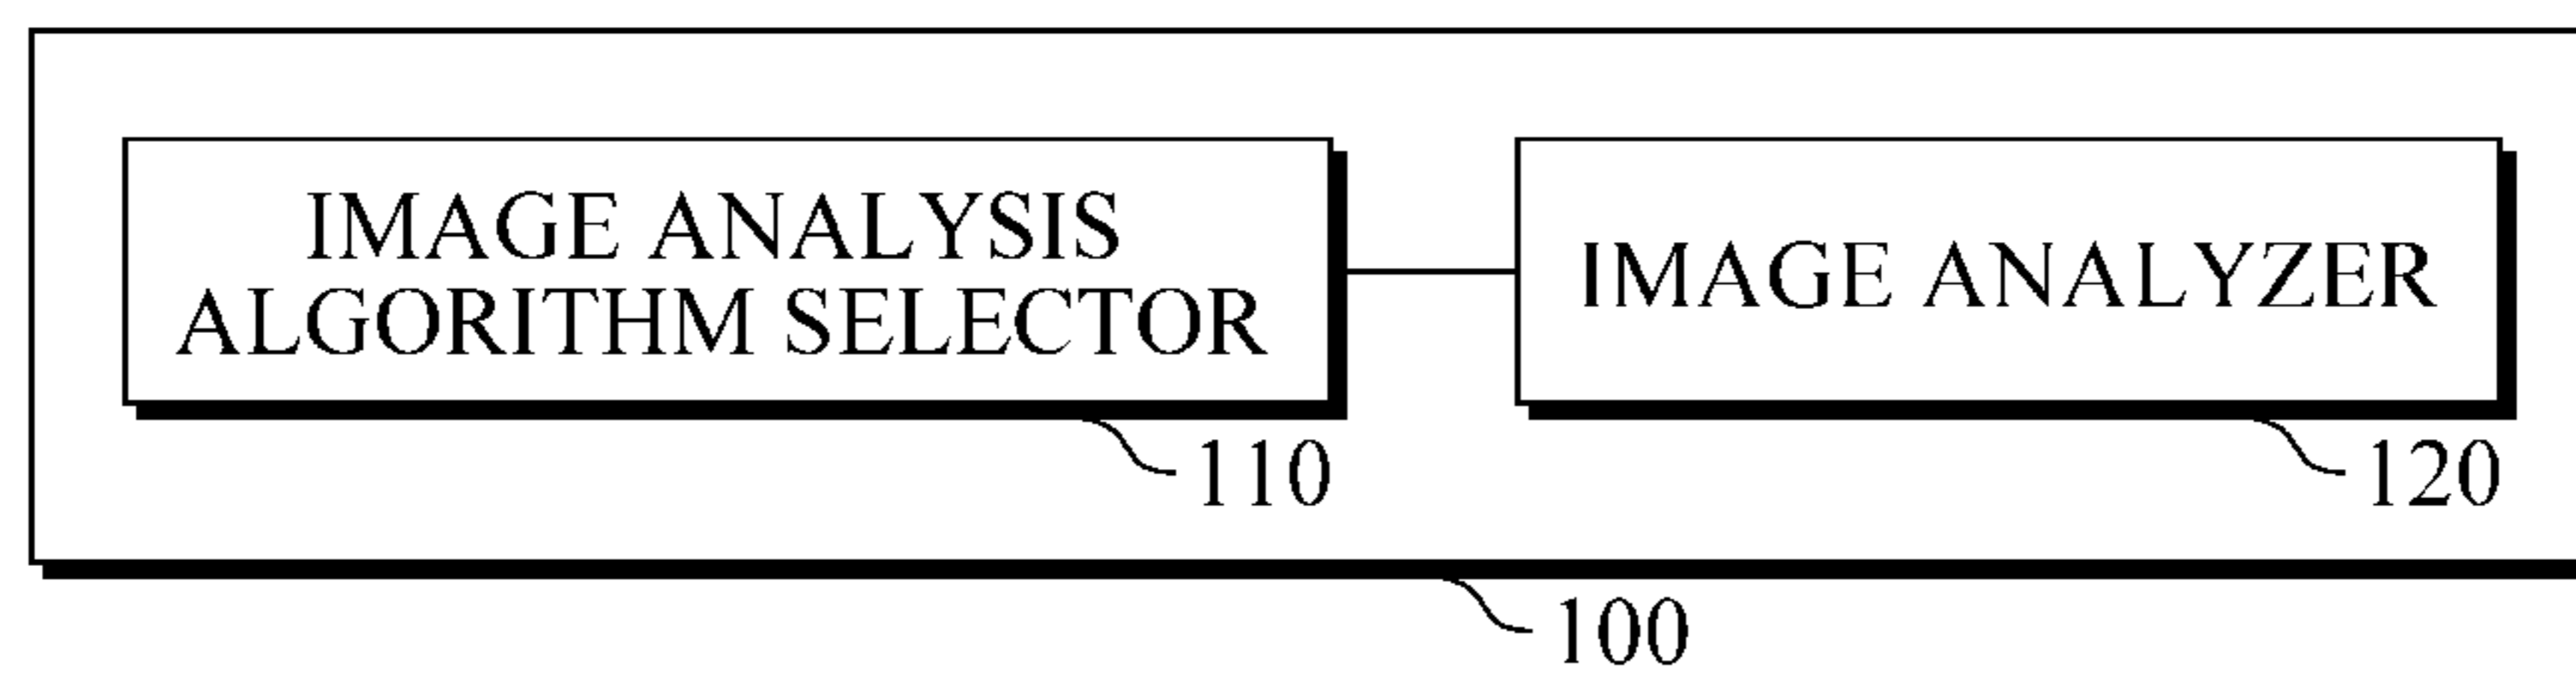 IMAGE ANALYSIS
ALGORITHM SELECTOR
IMAGE ANALYZER
110
120
100